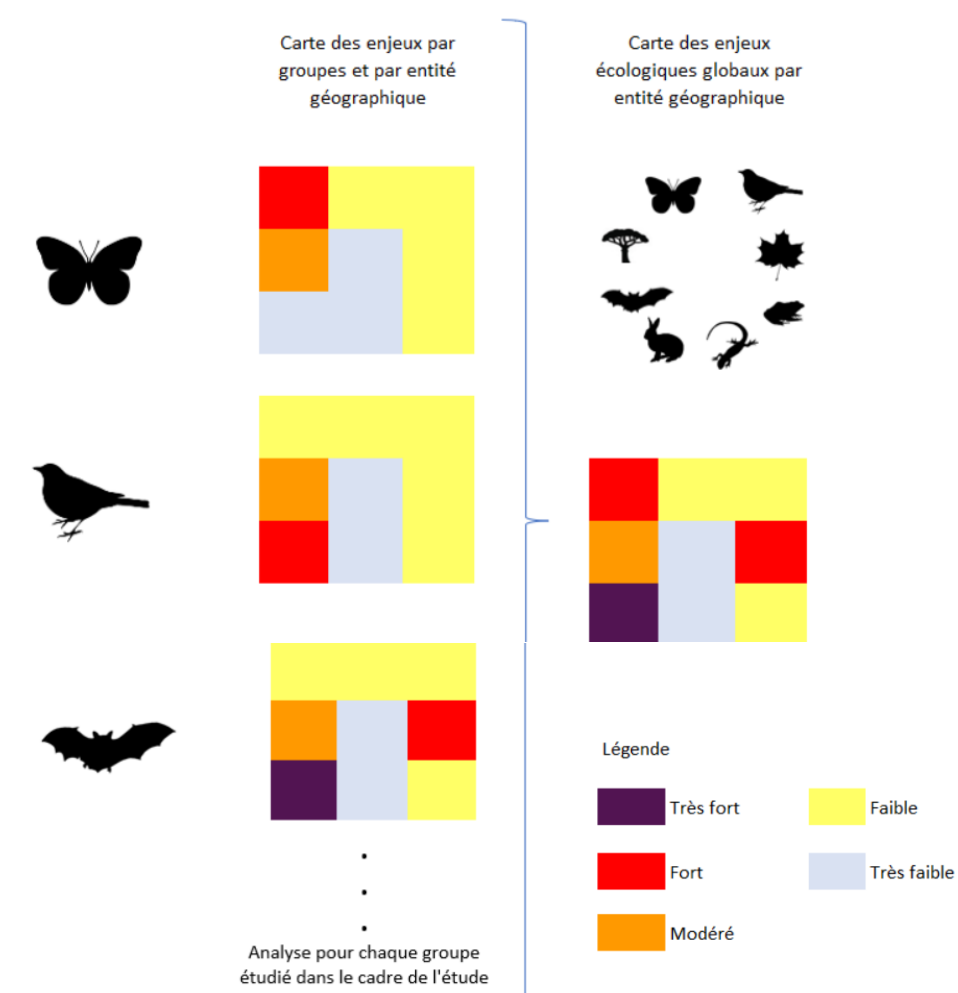 Carte des enjeux par
groupes et par entité
géographique
Carte des enjeux
écologiques globaux par
entité géographique
Légende
Très fort
Faible
Fort
Très faible
Modéré
Analyse pour chaque groupe
étudié dans le cadre de l'étude